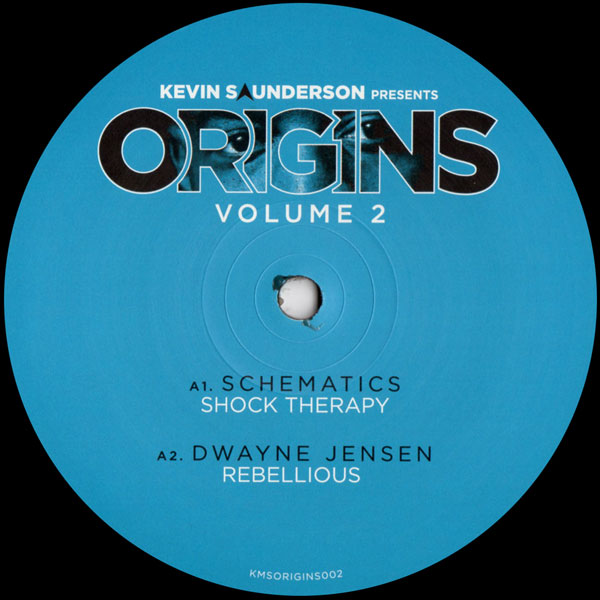 KEVIN SAUNDERSON PRESENTS
ORIGINS
VOLUME 2
A1. SCHEMATICS
SHOCK THERAPY
A2. DWAYNE JENSEN
REBELLIOUS
KMSORIGINS002